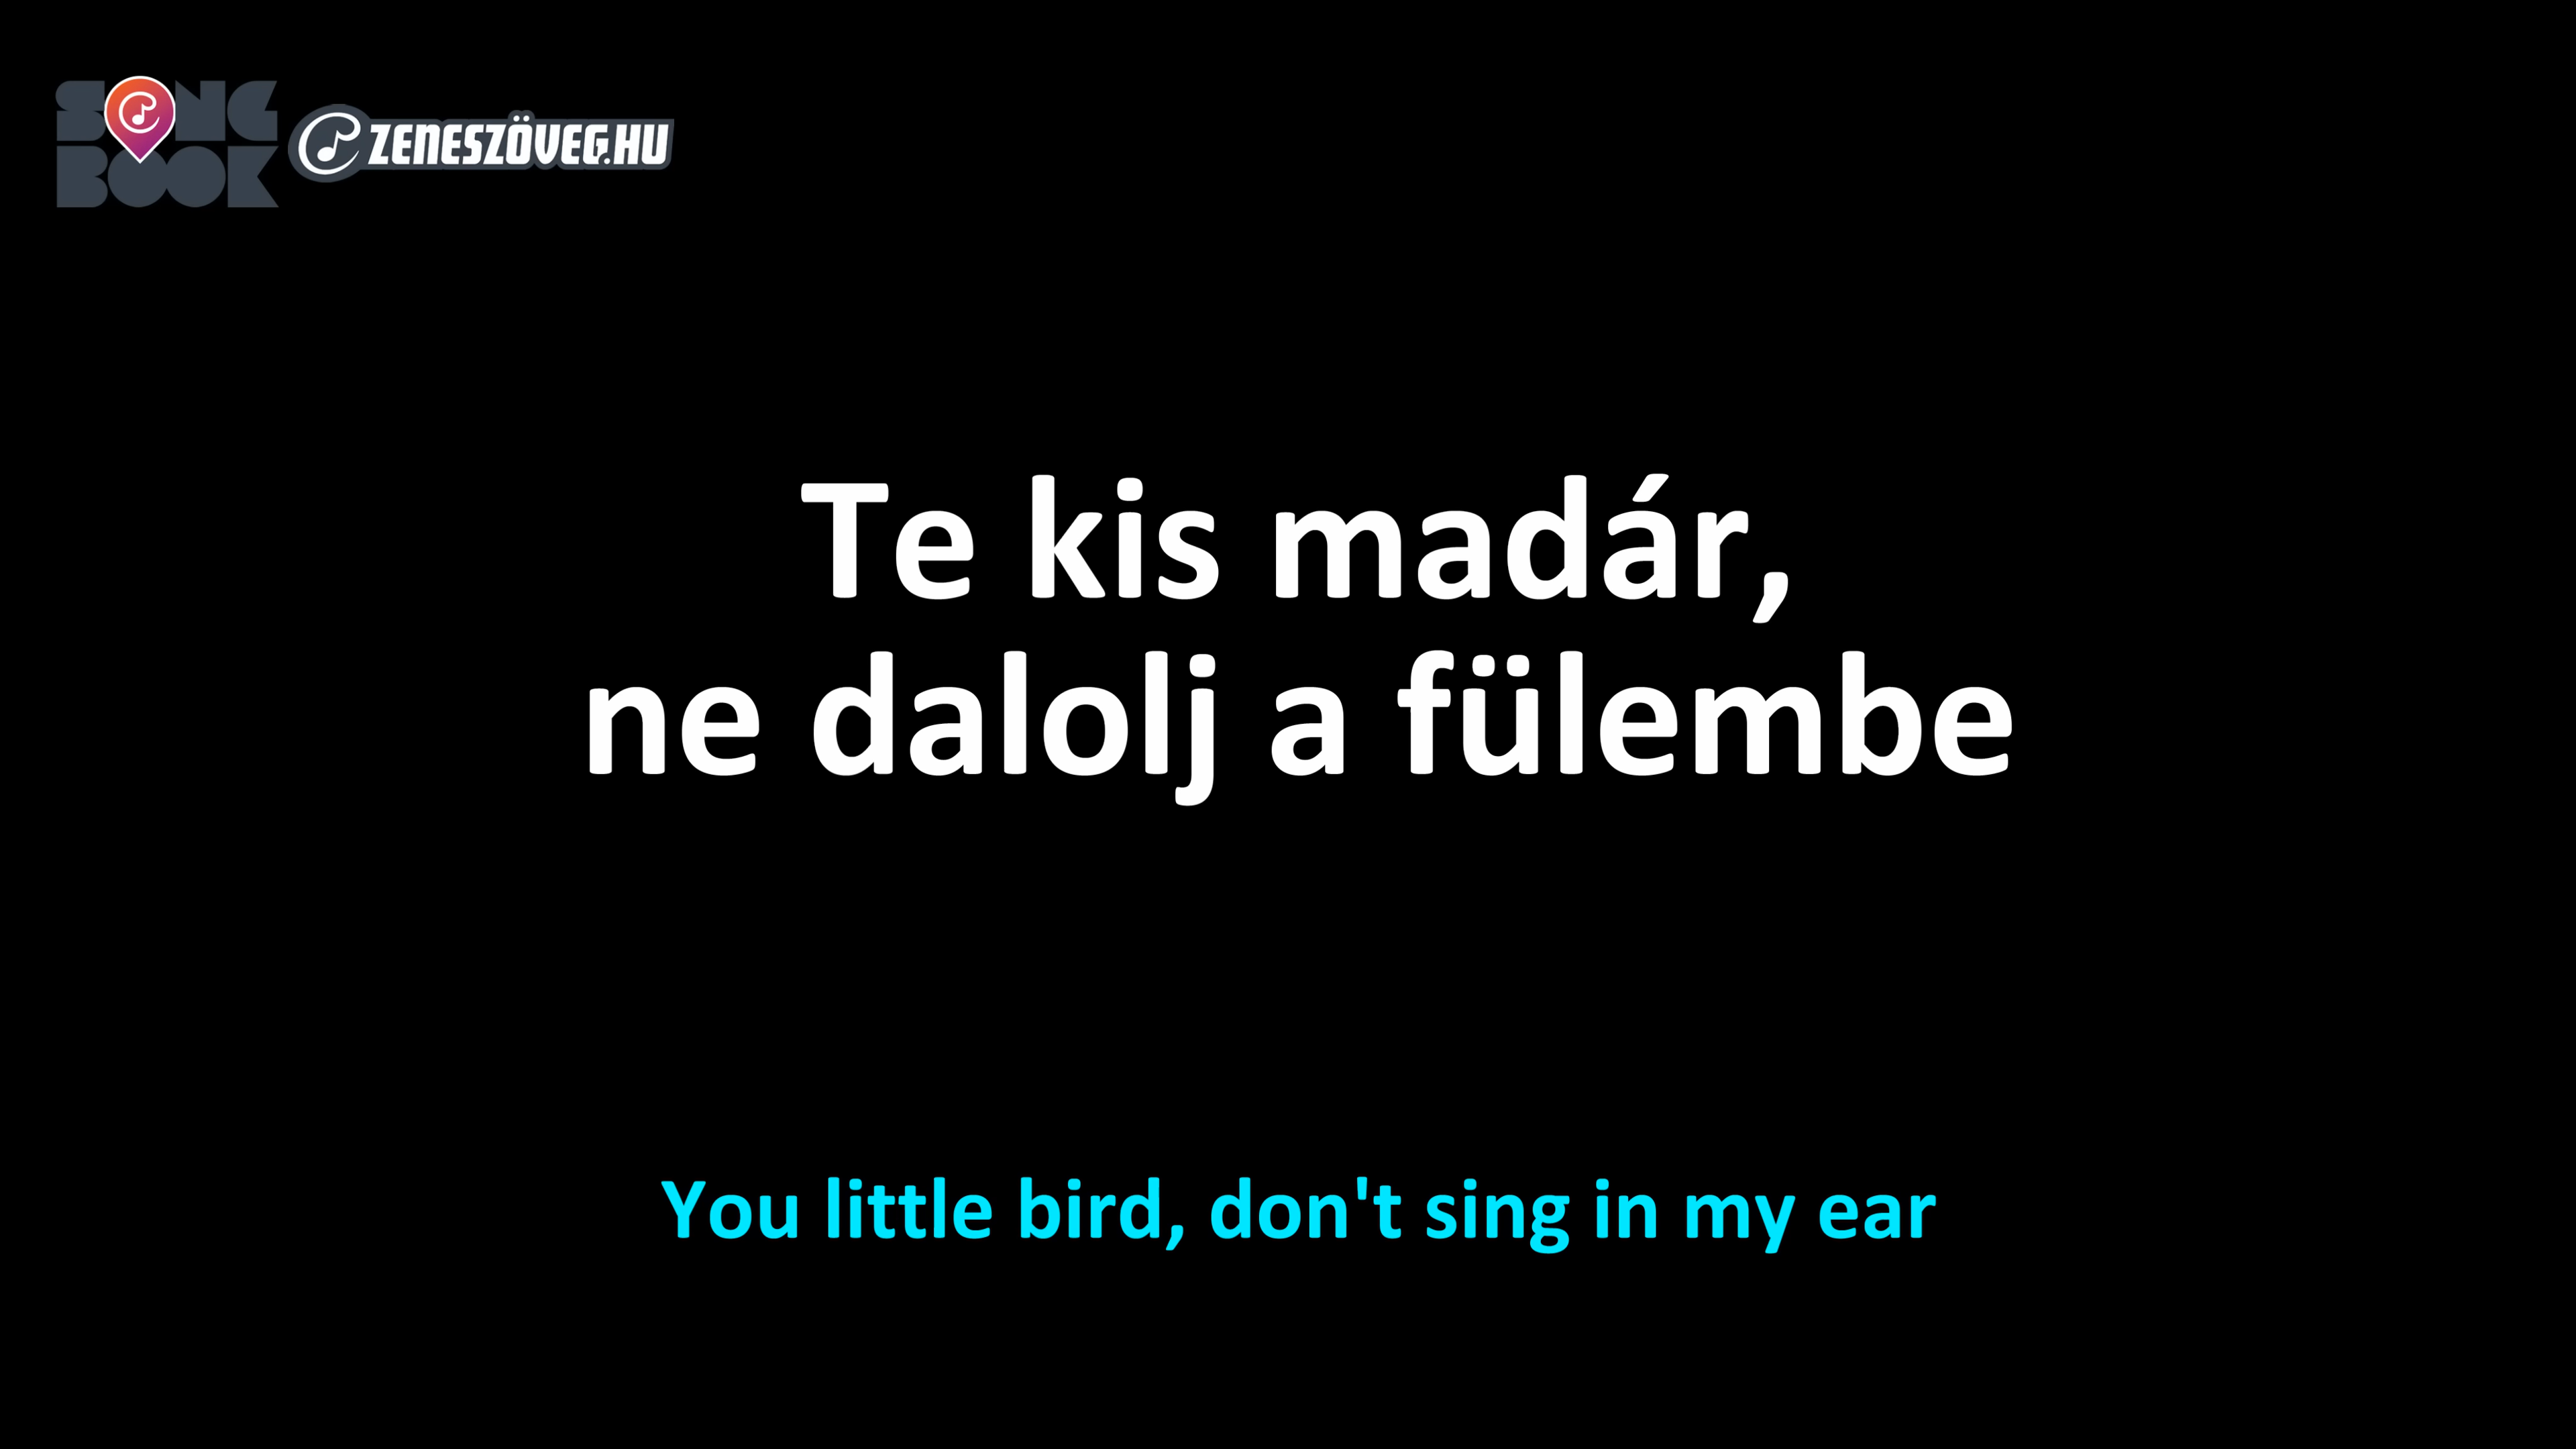 SONG
BOOK
ZENESZÖVEG.HU
Te kis madár,
ne dalolj a fülembe
You little bird, don't sing in my ear